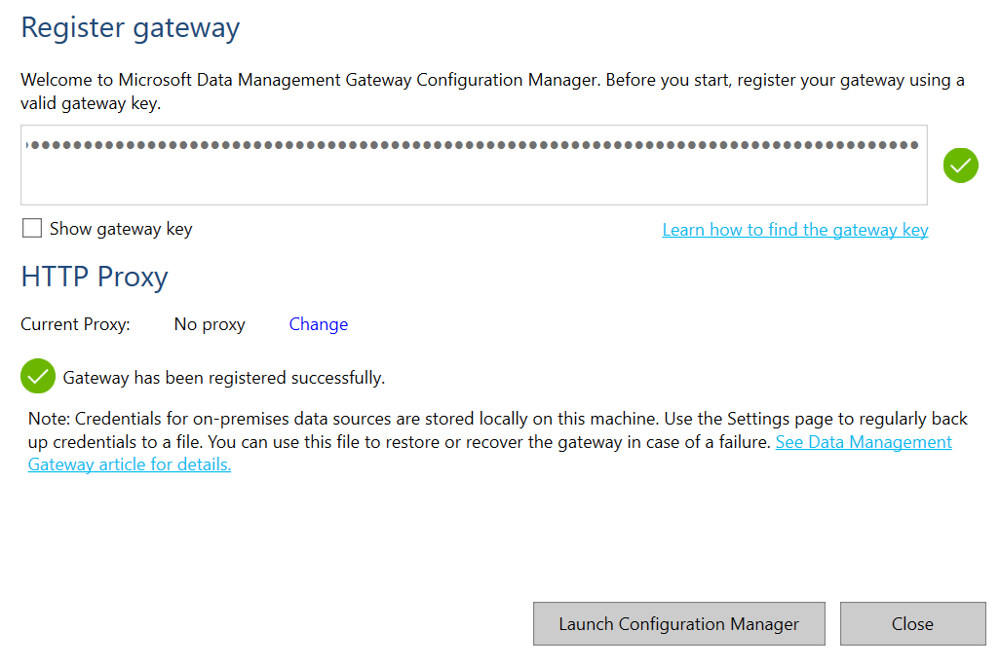 Register gateway
Welcome to Microsoft Data Management Gateway Configuration Manager. Before you start, register your gateway using a
valid gateway key.
Show gateway key
Learn how to find the gateway key
HTTP Proxy
Current Proxy: No proxy Change
Gateway has been registered successfully.
Note: Credentials for on-premises data sources are stored locally on this machine. Use the Settings page to regularly back
up credentials to a file. You can use this file to restore or recover the gateway in case of a failure. See Data Management
Gateway article for details.
Launch Configuration Manager
Close